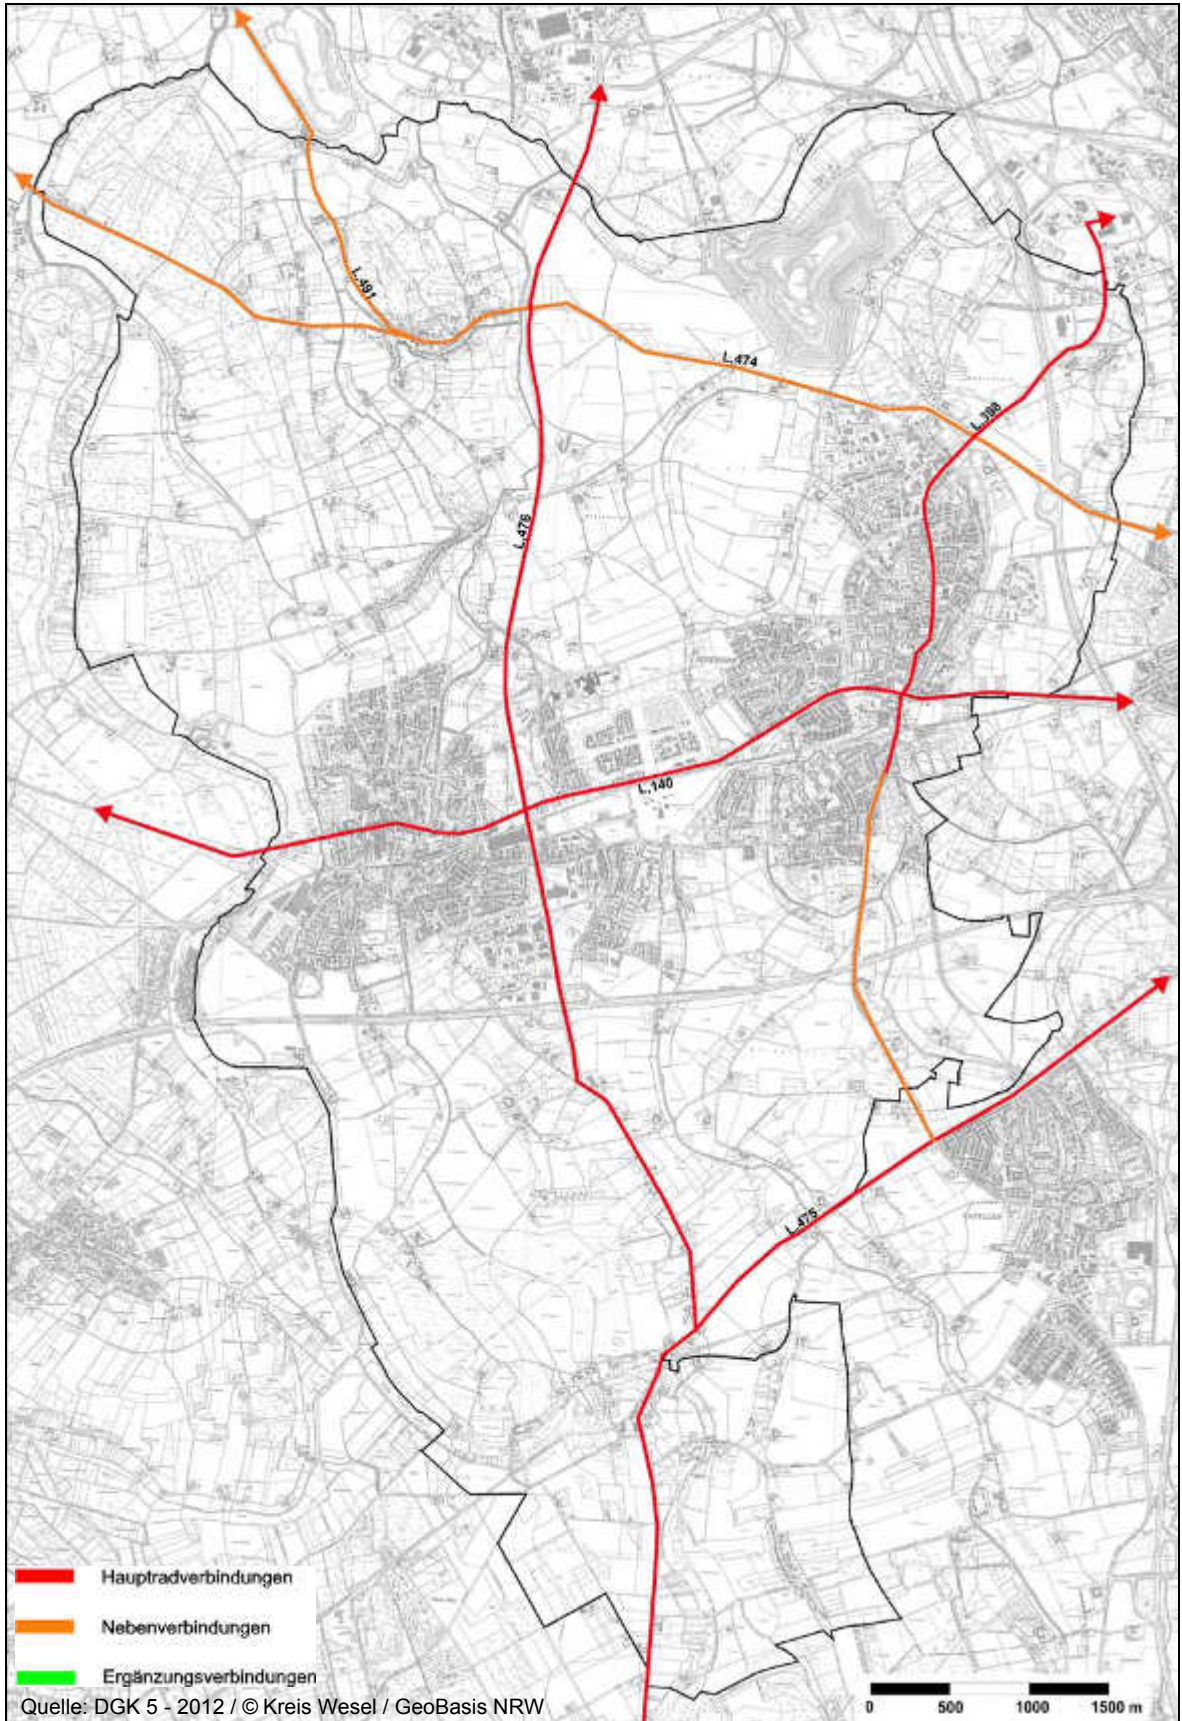 L.491
L.474
L.398
L.476
L.140
L.475
Hauptradverbindungen
Nebenverbindungen
Ergänzungsverbindungen
Quelle: DGK 5 - 2012 / © Kreis Wesel / GeoBasis NRW
0 500 1000 1500 m